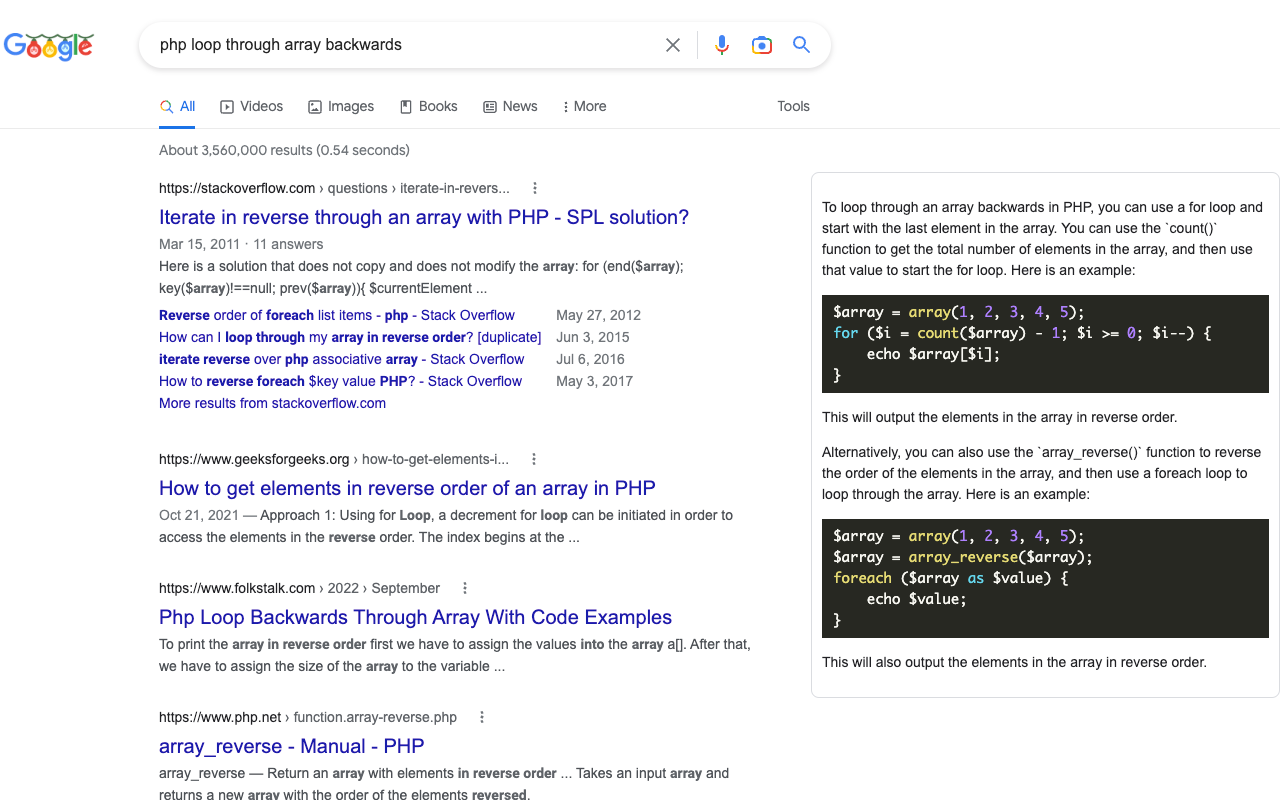 Google
php loop through array backwards
All
Videos
Images
Books
News
More
Tools
About 3,560,000 results (0.54 seconds)
https://stackoverflow.com › questions › iterate-in-revers...
Iterate in reverse through an array with PHP - SPL solution?
Mar 15, 2011 · 11 answers
Here is a solution that does not copy and does not modify the array: for (end($array);
key($array)!==null; prev($array)){ $currentElement ...
Reverse order of foreach list items - php - Stack Overflow May 27, 2012
How can I loop through my array in reverse order? [duplicate] Jun 3, 2015
iterate reverse over php associative array - Stack Overflow Jul 6, 2016
How to reverse foreach $key value PHP? - Stack Overflow May 3, 2017
More results from stackoverflow.com
https://www.geeksforgeeks.org › how-to-get-elements-i...
How to get elements in reverse order of an array in PHP
Oct 21, 2021 — Approach 1: Using for Loop, a decrement for loop can be initiated in order to
access the elements in the reverse order. The index begins at the ...
https://www.folkstalk.com › 2022 › September
Php Loop Backwards Through Array With Code Examples
To print the array in reverse order first we have to assign the values into the array a[]. After that,
we have to assign the size of the array to the variable ...
https://www.php.net › function.array-reverse.php
array_reverse - Manual - PHP
array_reverse — Return an array with elements in reverse order ... Takes an input array and
returns a new array with the order of the elements reversed.
To loop through an array backwards in PHP, you can use a for loop and
start with the last element in the array. You can use the `count()`
function to get the total number of elements in the array, and then use
that value to start the for loop. Here is an example:
$array = array(1, 2, 3, 4, 5);
for ($i = count($array) - 1; $i >= 0; $i--) {
    echo $array[$i];
}
This will output the elements in the array in reverse order.
Alternatively, you can also use the `array_reverse()` function to reverse
the order of the elements in the array, and then use a foreach loop to
loop through the array. Here is an example:
$array = array(1, 2, 3, 4, 5);
$array = array_reverse($array);
foreach ($array as $value) {
    echo $value;
}
This will also output the elements in the array in reverse order.